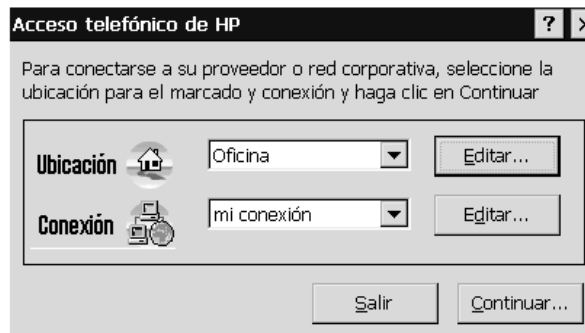 Acceso telefónico de HP ?
Para conectarse a su proveedor o red corporativa, seleccione la
ubicación para el marcado y conexión y haga clic en Continuar
Ubicación Oficina Editar...
Conexión mi conexión Editar...
Salir Continuar...